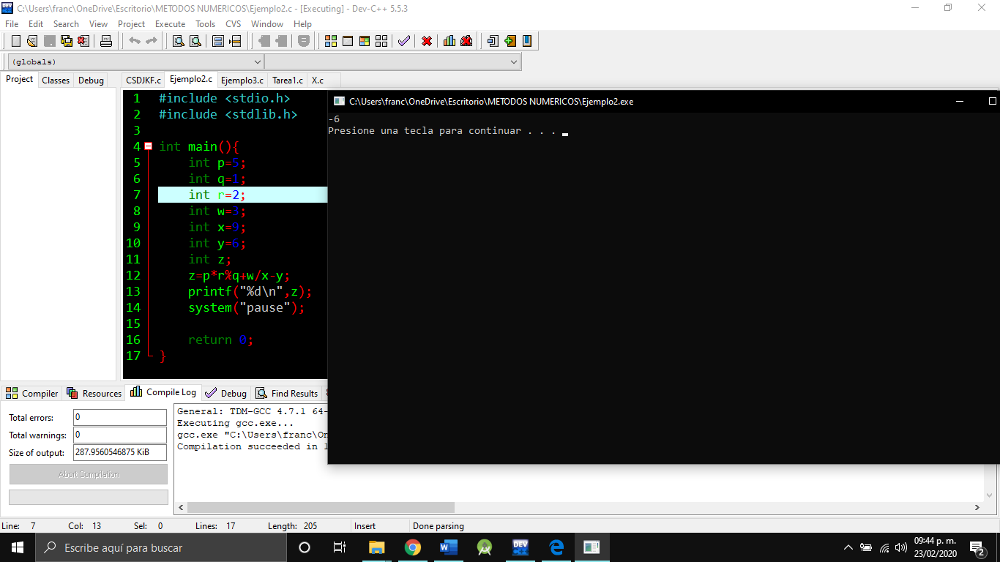 C:\Users\franc\OneDrive\Escritorio\METODOS NUMERICOS\Ejemplo2.c - [Executing] - Dev-C++ 5.5.3
File Edit Search View Project Execute Tools CVS Window Help
(globals)
Project Classes Debug
CSDJKF.c Ejemplo2.c Ejemplo3.c Tarea1.c X.c
1 #include <stdio.h>
2 #include <stdlib.h>
3
4 int main(){
5 int p=5;
6 int q=1;
7 int r=2;
8 int w=3;
9 int x=9;
10 int y=6;
11 int z;
12 z=p*r%q+w/x-y;
13 printf("%d\n",z);
14 system("pause");
15
16 return 0;
17 }
C:\Users\franc\OneDrive\Escritorio\METODOS NUMERICOS\Ejemplo2.exe
-6
Presione una tecla para continuar . . .
Compiler Resources Compile Log Debug Find Results
Total errors: 0
Total warnings: 0
Size of output: 287.9560546875 KiB
Abort Compilation
General: TDM-GCC 4.7.1 64-
Executing gcc.exe...
gcc.exe "C:\Users\franc\On
Compilation succeeded in
Line: 7 Col: 13 Sel: 0 Lines: 17 Length: 205 Insert Done parsing
Escribe aquí para buscar
DEV C++
09:44 p. m.
23/02/2020
2